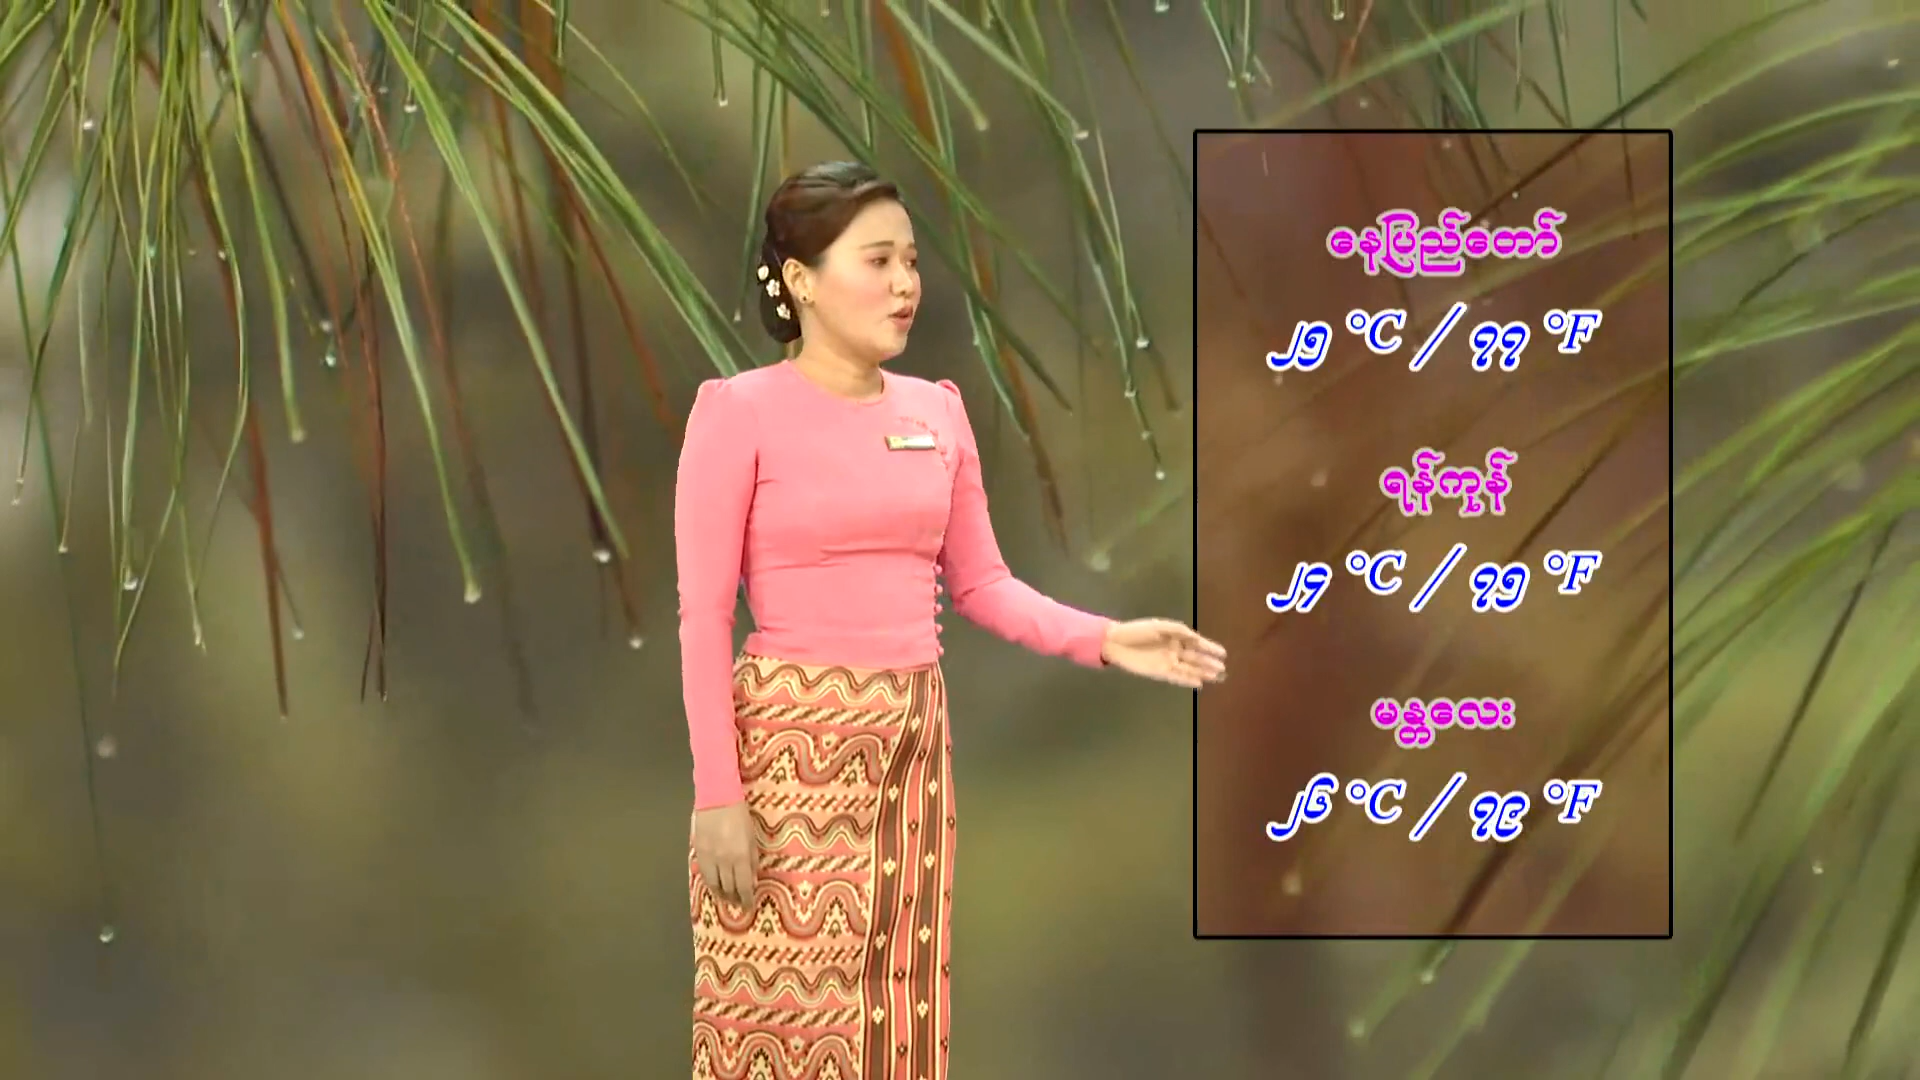 နေပြည်တော်
၂၅ °C / ၇၇ °F
ရန်ကုန်
၂၄ °C / ၇၅ °F
မန္တလေး
၂၆ °C / ၇၉ °F